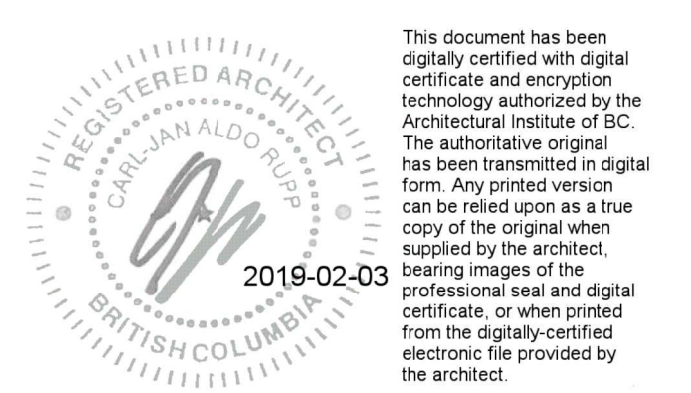 REGISTERED ARCHITECT
CARL-JAN ALDO RUPP
BRITISH COLUMBIA
2019-02-03
This document has been
digitally certified with digital
certificate and encryption
technology authorized by the
Architectural Institute of BC.
The authoritative original
has been transmitted in digital
form. Any printed version
can be relied upon as a true
copy of the original when
supplied by the architect,
bearing images of the
professional seal and digital
certificate, or when printed
from the digitally-certified
electronic file provided by
the architect.